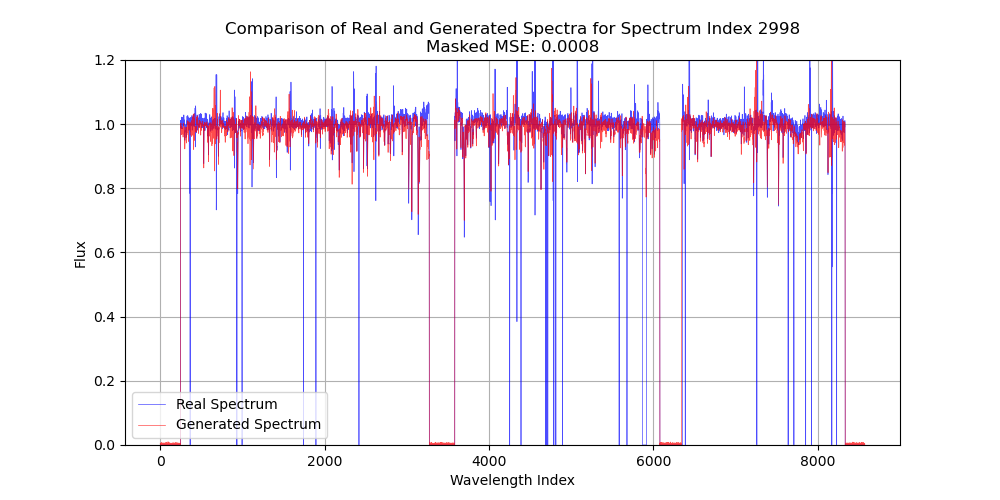 Comparison of Real and Generated Spectra for Spectrum Index 2998
Masked MSE: 0.0008
1.2
1.0
0.8
0.6
0.4
0.2
0.0
Flux
Real Spectrum
Generated Spectrum
0 2000 4000 6000 8000
Wavelength Index